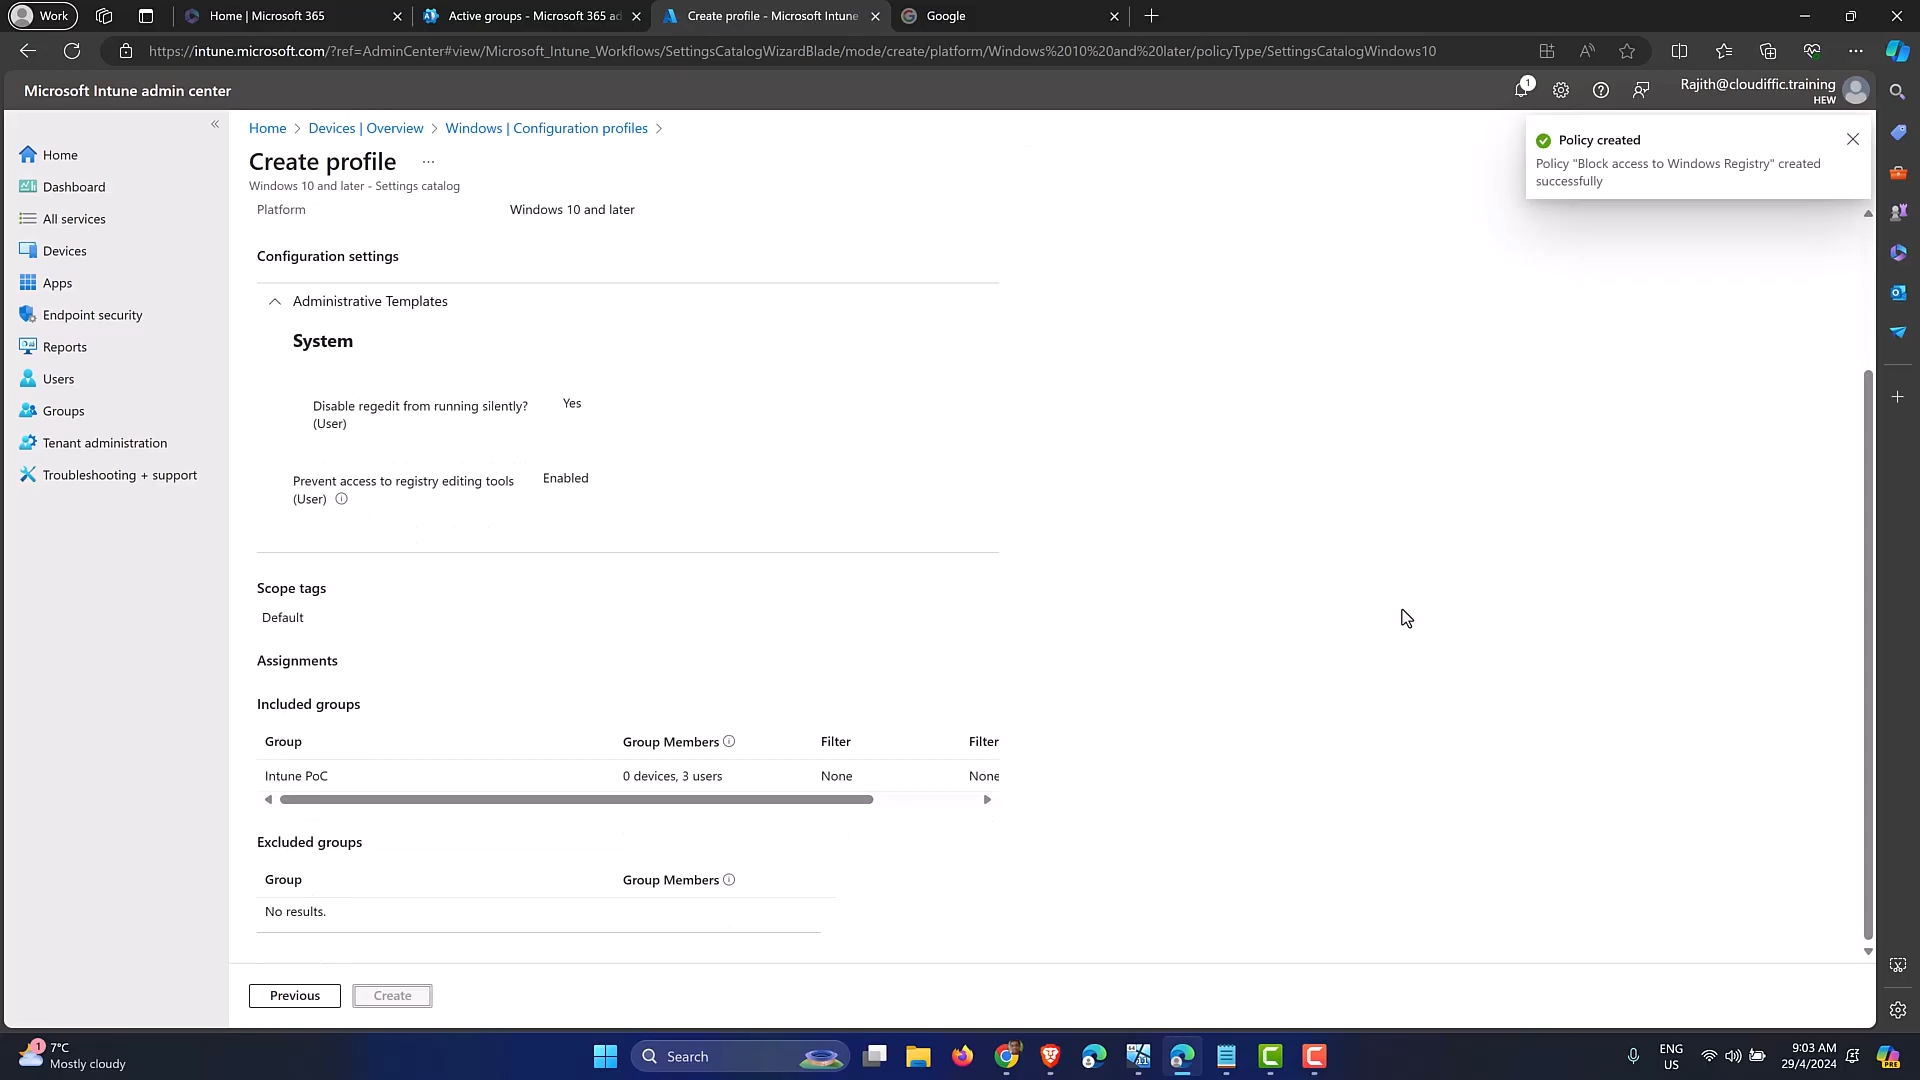 Work
Home | Microsoft 365
Active groups - Microsoft 365 ad
Create profile - Microsoft Intune
Google
https://intune.microsoft.com/?ref=AdminCenter#view/Microsoft_Intune_Workflows/SettingsCatalogWizardBlade/mode/create/platform/Windows%2010%20and%20later/policyType/SettingsCatalogWindows10
Microsoft Intune admin center
1
Rajith@cloudiffic.training
HEW
Home > Devices | Overview > Windows | Configuration profiles >
Create profile ...
Windows 10 and later - Settings catalog
Policy created
Policy "Block access to Windows Registry" created
successfully
Home
Dashboard
All services
Devices
Apps
Endpoint security
Reports
Users
Groups
Tenant administration
Troubleshooting + support
Platform
Windows 10 and later
Configuration settings
Administrative Templates
System
Disable regedit from running silently?
(User)
Yes
Prevent access to registry editing tools
(User)
Enabled
Scope tags
Default
Assignments
Included groups
Group Group Members Filter Filter
Intune PoC 0 devices, 3 users None None
Excluded groups
Group Group Members
No results.
Previous Create
1
7°C
Mostly cloudy
Search
ENG
US
9:03 AM
29/4/2024
PRE